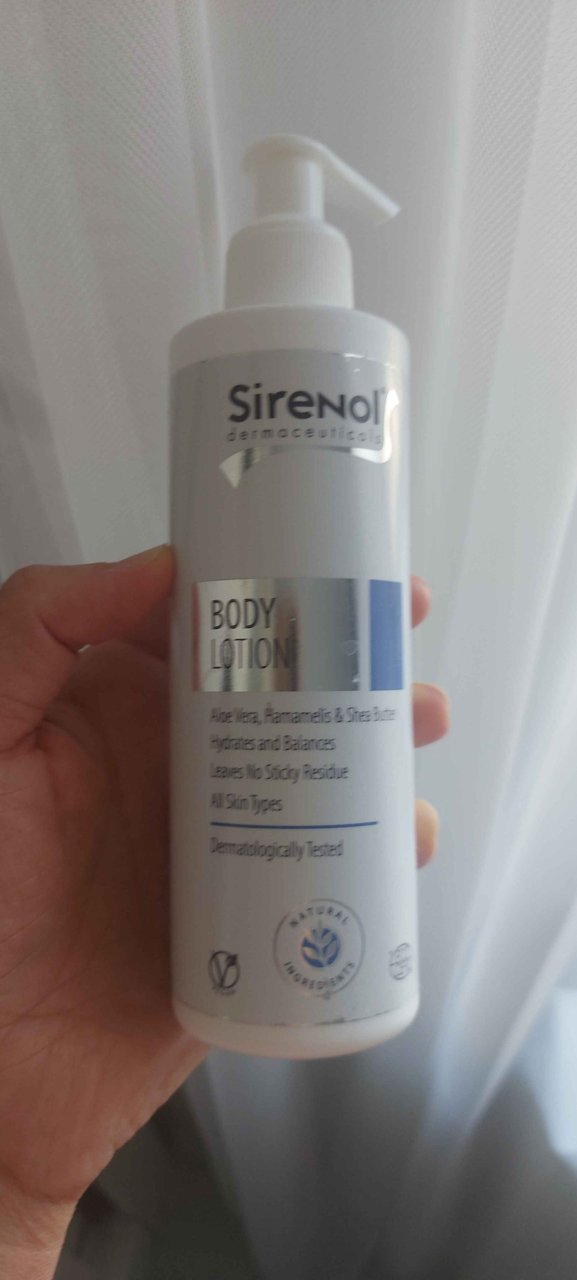 Sirenol
dermaceuticals
BODY
LOTION
Aloe Vera, Hamamelis & Shea Butter
Hydrates and Balances
Leaves No Sticky Residue
All Skin Types
Dermatologically Tested
NATURAL
INGREDIENTS